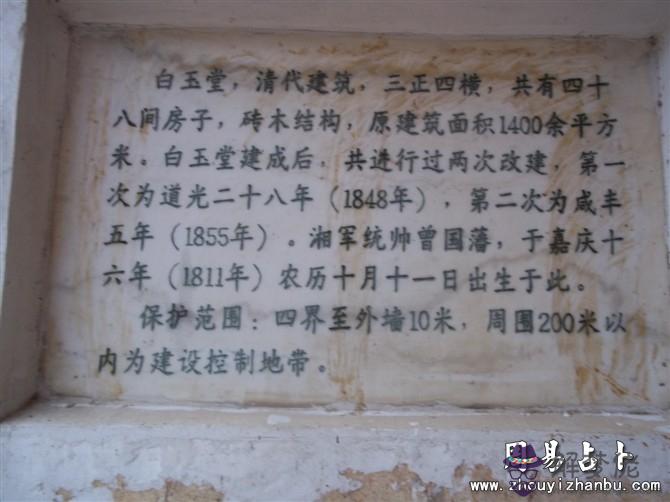 白玉堂，清代建筑，三正四横，共有四十
八间房子，砖木结构，原建筑面积1400余平方
米。白玉堂建成后，共进行过两次改建，第一
次为道光二十八年（1848年），第二次为咸丰
五年（1855年）。湘军统帅曾国藩，于嘉庆十
六年（1811年）农历十月十一日出生于此。
保护范围：四界至外墙10米，周围200米以
内为建设控制地带。
周易占卜
解梦呢
www.zhouyizhanbu.com